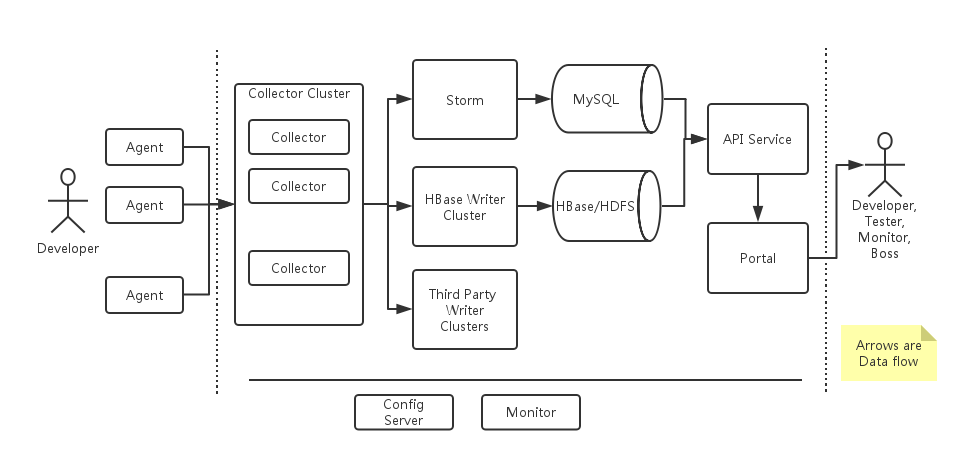 Developer
Agent
Agent
Agent
Collector Cluster
Collector
Collector
Collector
Storm
HBase Writer
Cluster
Third Party
Writer
Clusters
MySQL
HBase/HDFS
API Service
Portal
Developer,
Tester,
Monitor,
Boss
Arrows are
Data flow
Config
Server
Monitor